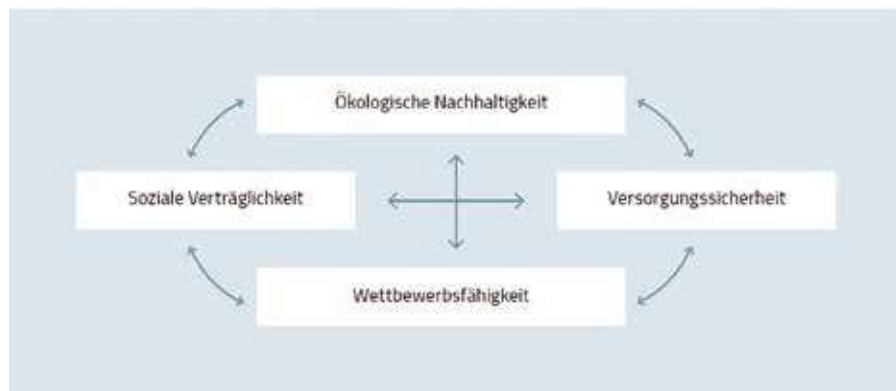 Ökologische Nachhaltigkeit
Soziale Verträglichkeit
Versorgungssicherheit
Wettbewerbsfähigkeit